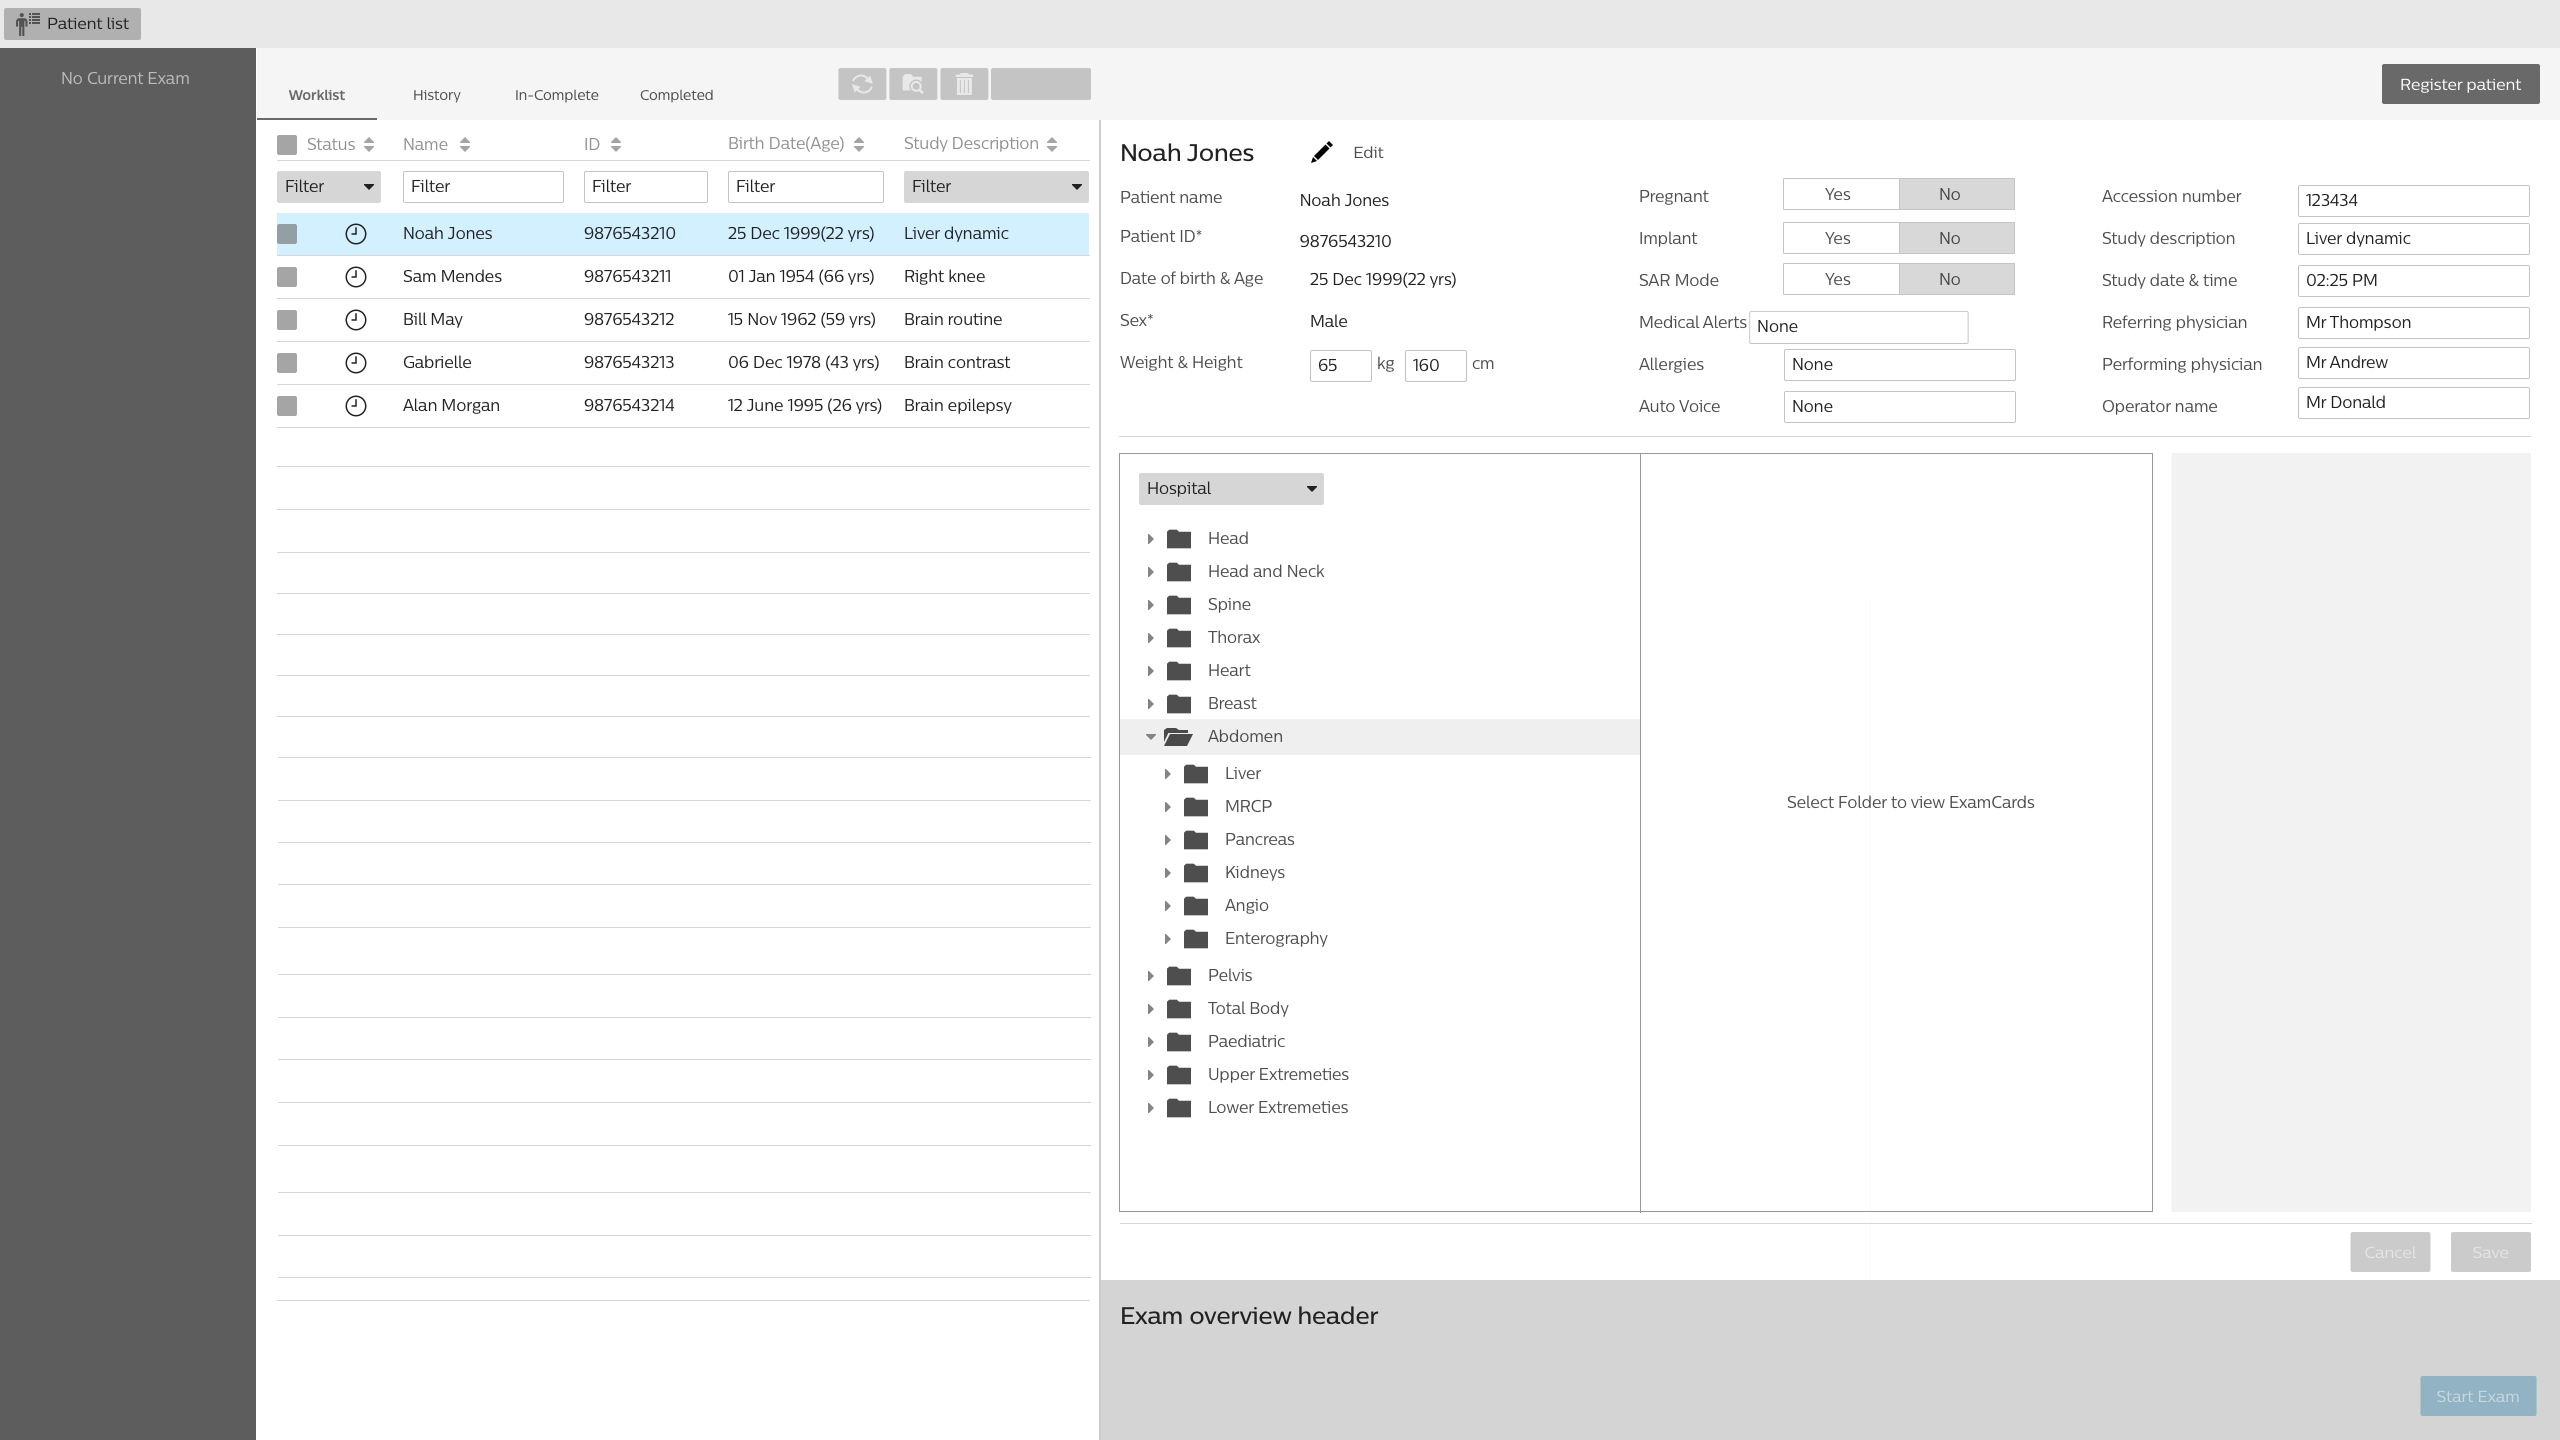 Patient list
No Current Exam
Worklist
History
In-Complete
Completed
Register patient
Status
Name
ID
Birth Date(Age)
Study Description
Filter
Filter
Filter
Filter
Filter
Noah Jones 9876543210 25 Dec 1999(22 yrs) Liver dynamic
Sam Mendes 9876543211 01 Jan 1954 (66 yrs) Right knee
Bill May 9876543212 15 Nov 1962 (59 yrs) Brain routine
Gabrielle 9876543213 06 Dec 1978 (43 yrs) Brain contrast
Alan Morgan 9876543214 12 June 1995 (26 yrs) Brain epilepsy
Noah Jones
Edit
Patient name Noah Jones
Patient ID* 9876543210
Date of birth & Age 25 Dec 1999(22 yrs)
Sex* Male
Weight & Height 65 kg 160 cm
Pregnant Yes No
Implant Yes No
SAR Mode Yes No
Medical Alerts None
Allergies None
Auto Voice None
Accession number 123434
Study description Liver dynamic
Study date & time 02:25 PM
Referring physician Mr Thompson
Performing physician Mr Andrew
Operator name Mr Donald
Hospital
Head
Head and Neck
Spine
Thorax
Heart
Breast
Abdomen
Liver
MRCP
Pancreas
Kidneys
Angio
Enterography
Pelvis
Total Body
Paediatric
Upper Extremeties
Lower Extremeties
Select Folder to view ExamCards
Cancel
Save
Exam overview header
Start Exam